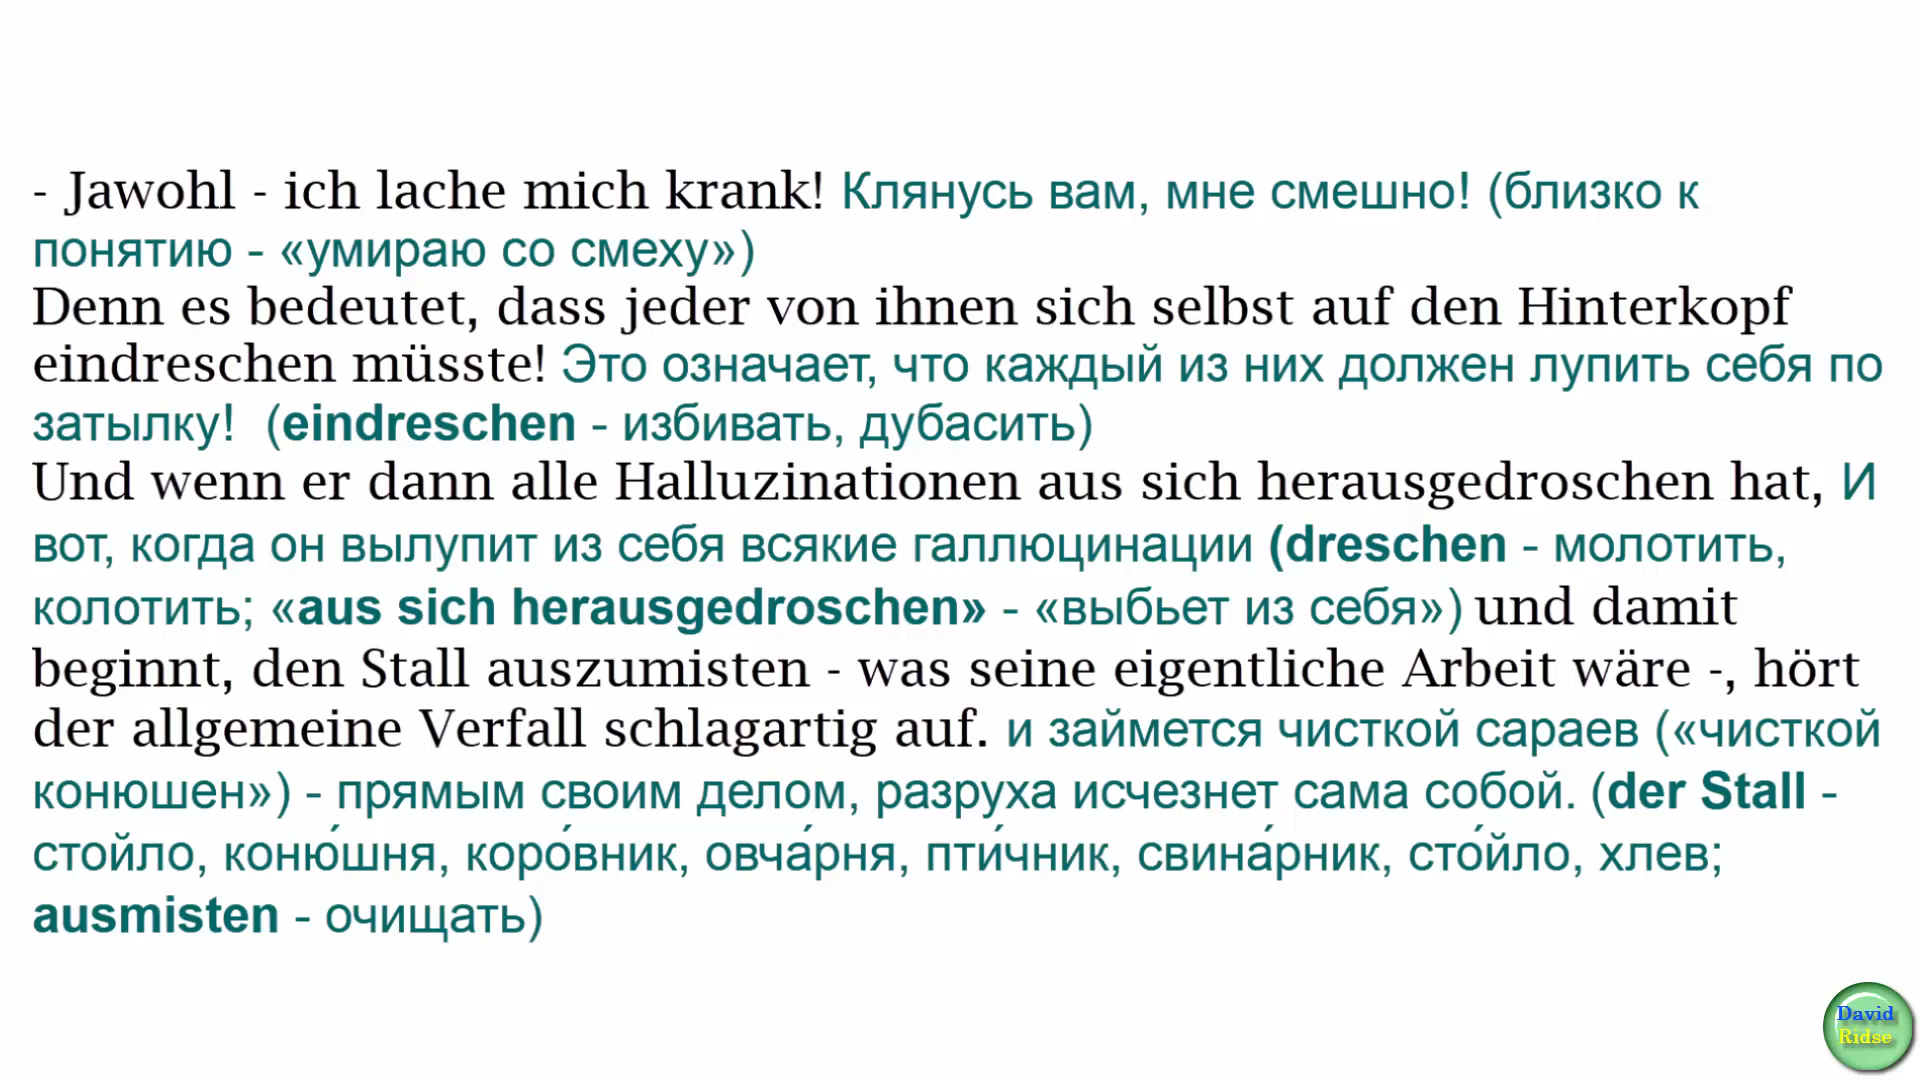 - Jawohl - ich lache mich krank! Клянусь вам, мне смешно! (близко к
понятию - «умираю со смеху»)
Denn es bedeutet, dass jeder von ihnen sich selbst auf den Hinterkopf
eindreschen müsste! Это означает, что каждый из них должен лупить себя по
затылку!  (eindreschen - избивать, дубасить)
Und wenn er dann alle Halluzinationen aus sich herausgedroschen hat, И
вот, когда он вылупит из себя всякие галлюцинации (dreschen - молотить,
колотить; «aus sich herausgedroschen» - «выбьет из себя») und damit
beginnt, den Stall auszumisten - was seine eigentliche Arbeit wäre -, hört
der allgemeine Verfall schlagartig auf. и займется чисткой сараев («чисткой
конюшен») - прямым своим делом, разруха исчезнет сама собой. (der Stall -
стойло, коню́шня, коро́вник, овча́рня, пти́чник, свина́рник, сто́йло, хлев;
ausmisten - очищать)
David
Ridse